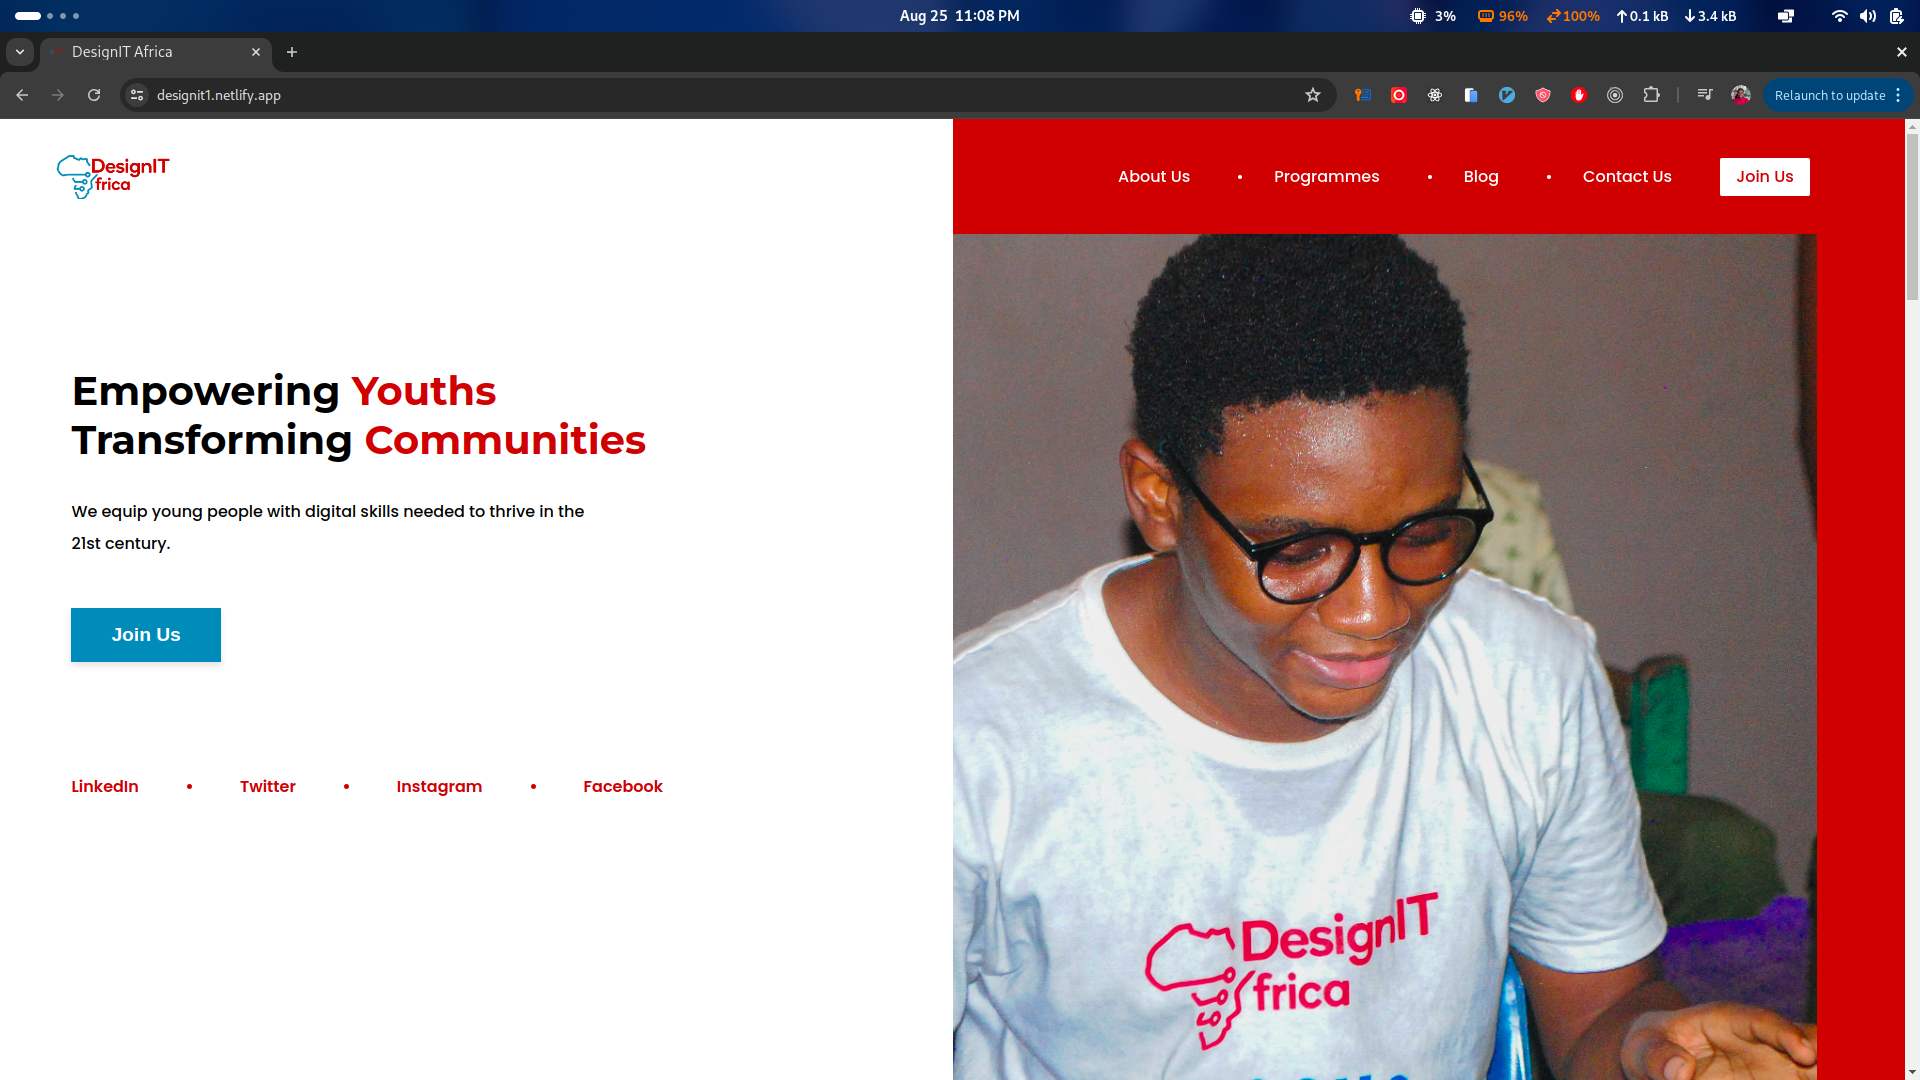 Aug 25 11:08 PM
3%
96%
100%
0.1 kB
3.4 kB
DesignIT Africa
designit1.netlify.app
Relaunch to update
DesignIT
frica
About Us • Programmes • Blog • Contact Us
Join Us
Empowering Youths
Transforming Communities
We equip young people with digital skills needed to thrive in the
21st century.
Join Us
LinkedIn • Twitter • Instagram • Facebook
DesignIT
frica